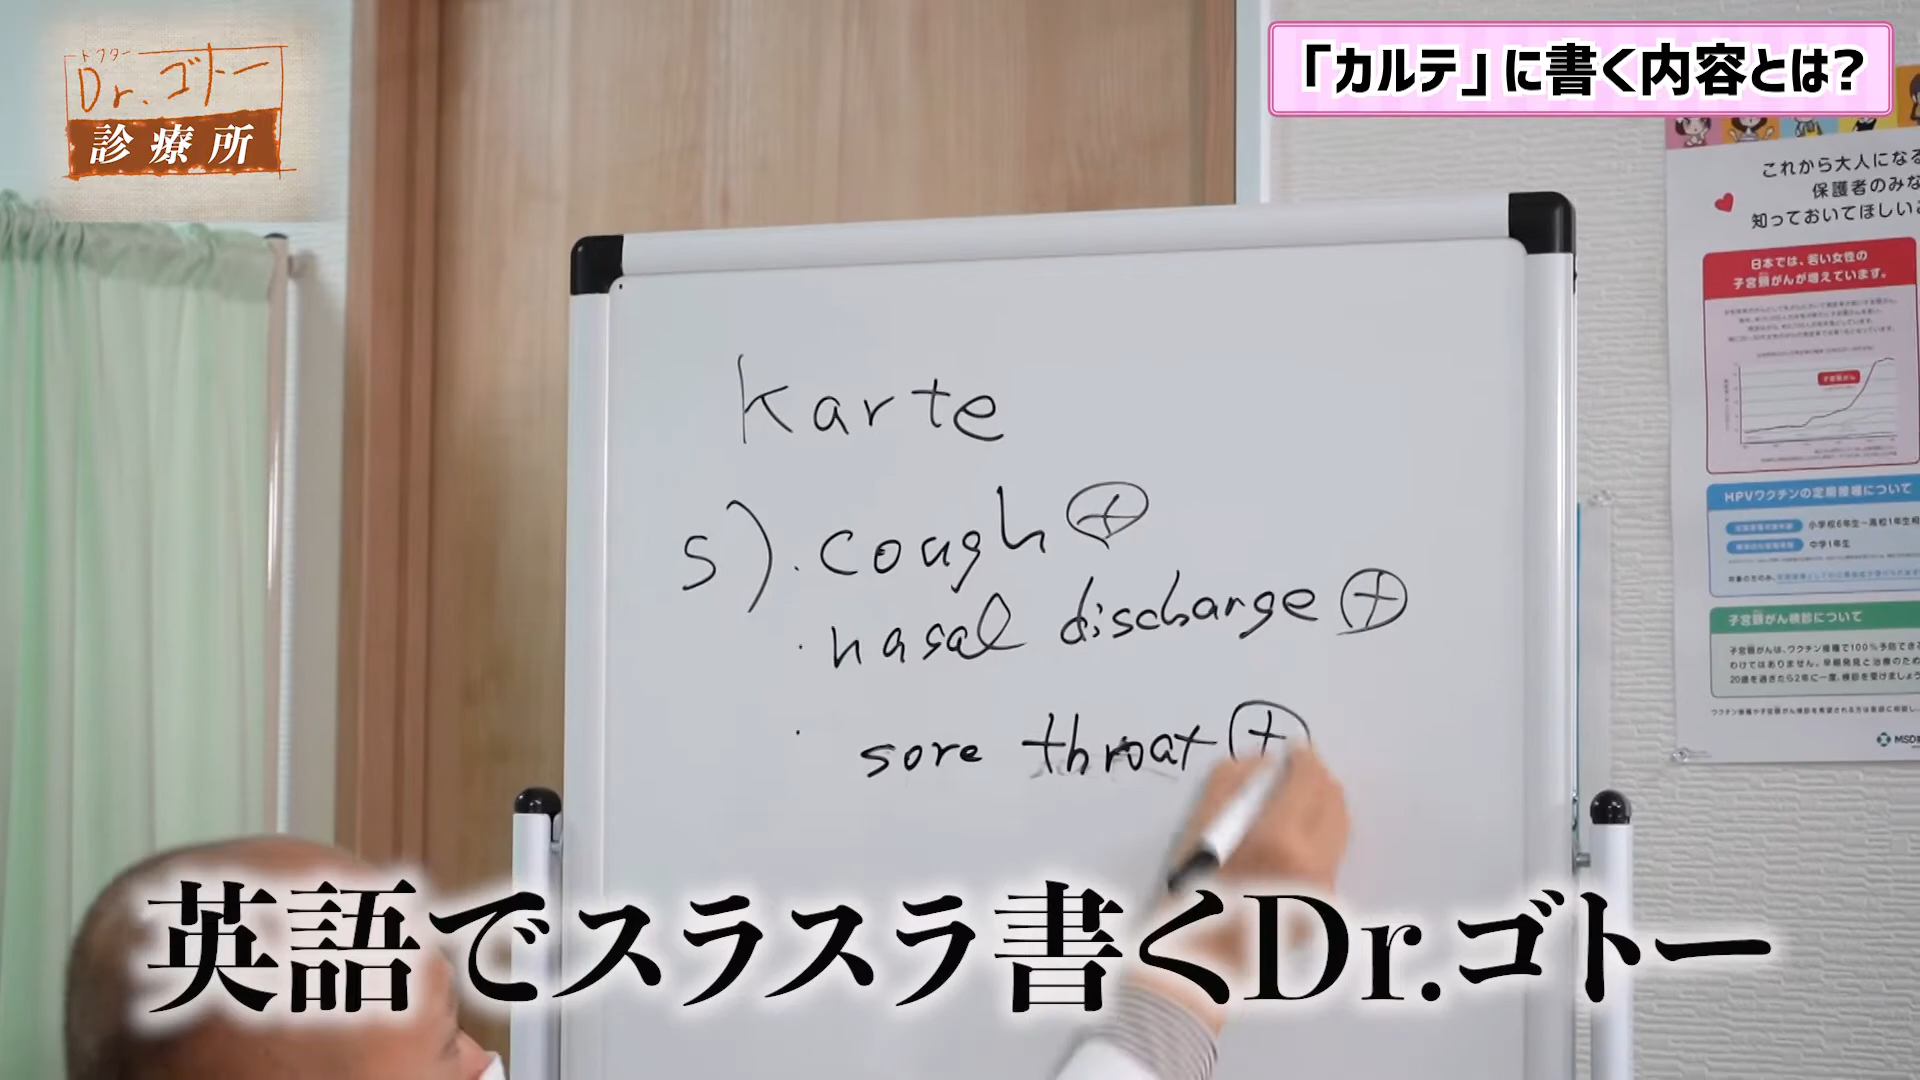 ドクター
Dr.ゴトー
診療所
「カルテ」に書く内容とは?
Karte
S).cough⊕
・nasal discharge⊕
・sore throat⊕
英語でスラスラ書くDr.ゴトー
これから大人になる
保護者のみな
知っておいてほしい
日本では、若い女性の
子宮頸がんが増えています。
子宮頸がん
HPVワクチンの定期接種について
小学校6年生~高校1年生相
中学1年生
子宮頸がん検診について
子宮頸がんは、ワクチン接種で100%予防できる
わけではありません。早期発見と治療のため
20歳を過ぎたら2年に一度、検診を受けましょう
MSD